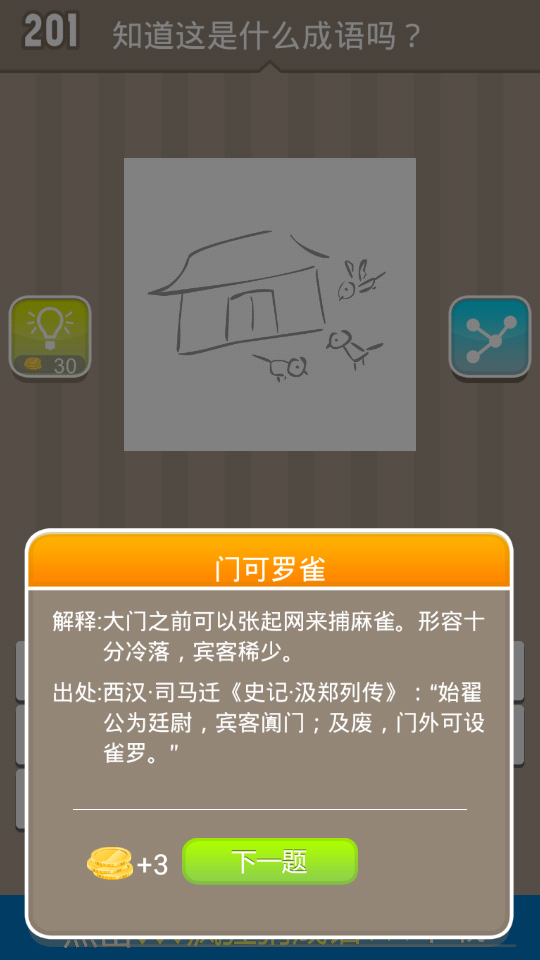 201 知道这是什么成语吗？
30
门可罗雀
解释:大门之前可以张起网来捕麻雀。形容十
分冷落，宾客稀少。
出处:西汉·司马迁《史记·汲郑列传》：“始翟
公为廷尉，宾客阗门；及废，门外可设
雀罗。”
+3 下一题